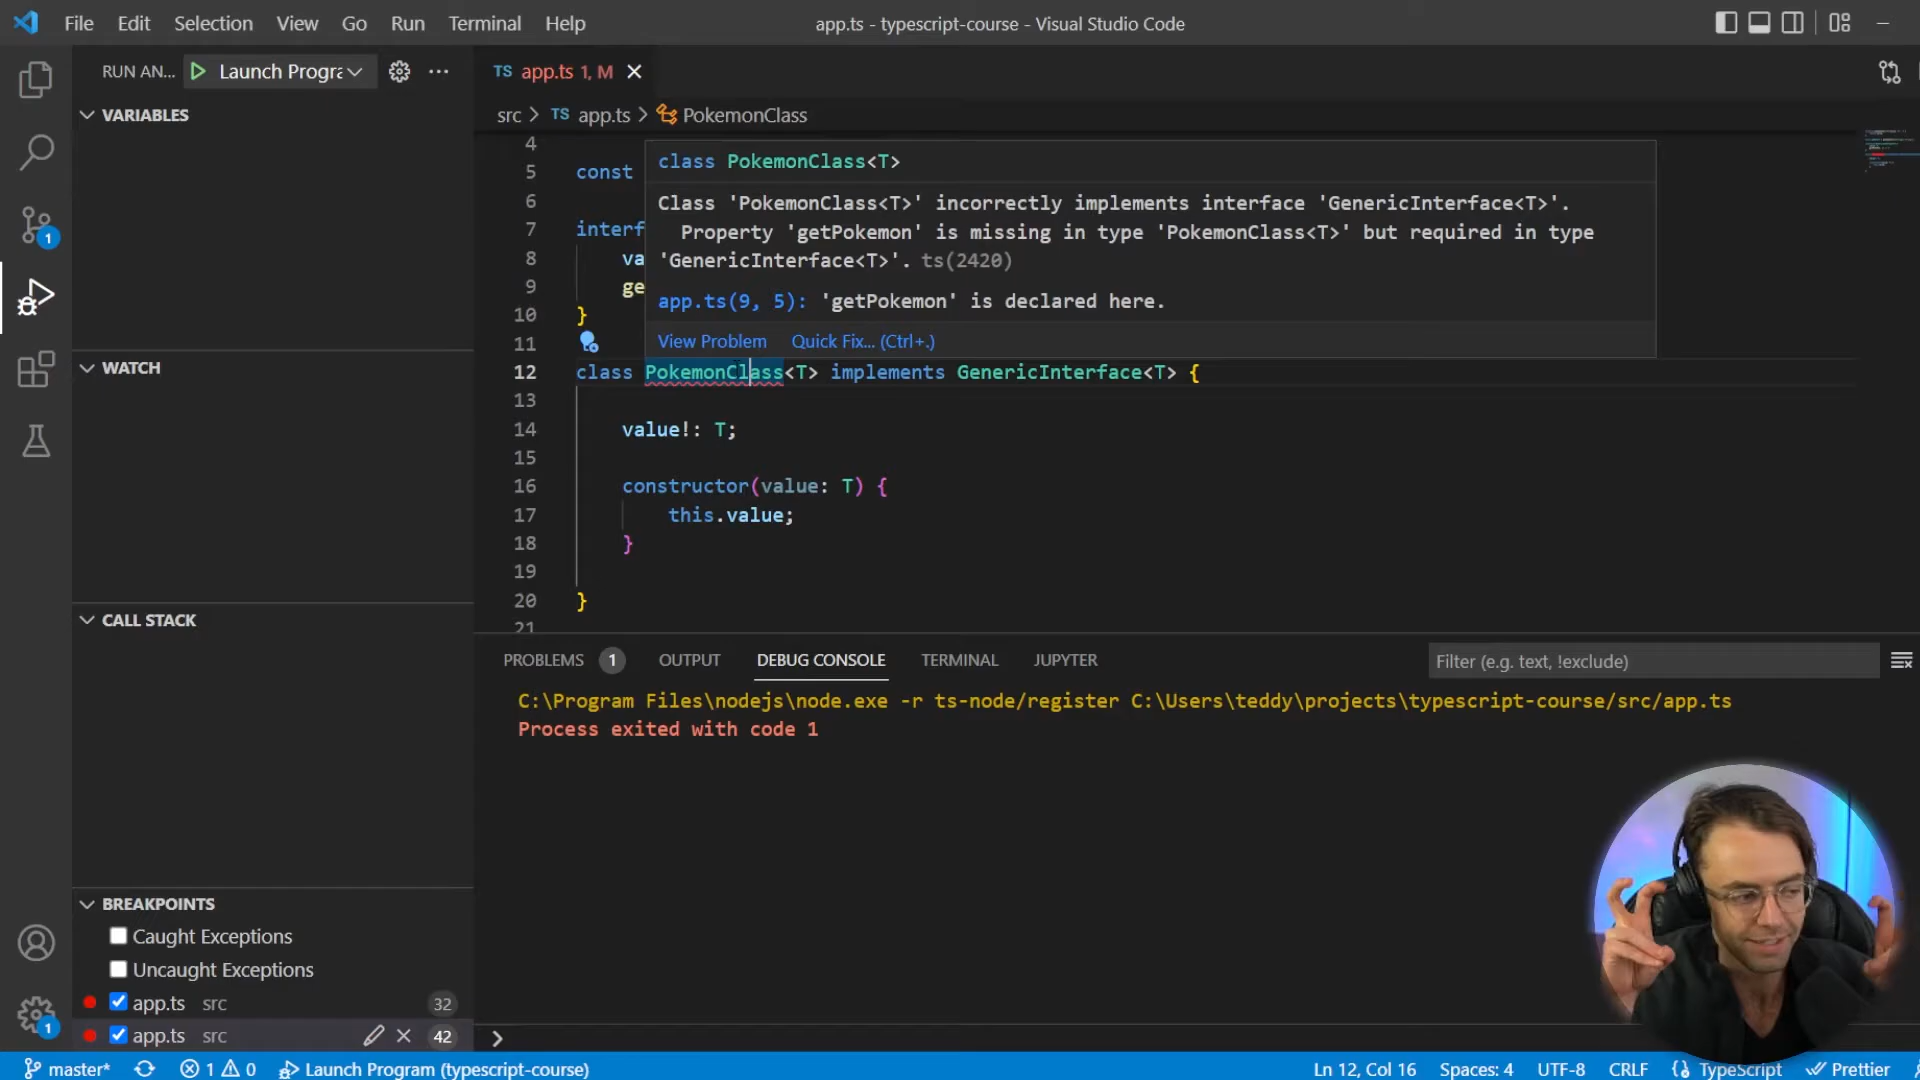 File Edit Selection View Go Run Terminal Help
app.ts - typescript-course - Visual Studio Code
RUN AN... Launch Progra
TS app.ts 1, M
VARIABLES
src > TS app.ts > PokemonClass
4
5 const
6
7 interf
8 va
9 ge
10 }
11
class PokemonClass<T>
Class 'PokemonClass<T>' incorrectly implements interface 'GenericInterface<T>'.
Property 'getPokemon' is missing in type 'PokemonClass<T>' but required in type
'GenericInterface<T>'. ts(2420)
app.ts(9, 5): 'getPokemon' is declared here.
View Problem Quick Fix... (Ctrl+.)
12 class PokemonClass<T> implements GenericInterface<T> {
13
14 value!: T;
15
16 constructor(value: T) {
17 this.value;
18 }
19
20 }
21
WATCH
CALL STACK
BREAKPOINTS
Caught Exceptions
Uncaught Exceptions
app.ts src 32
app.ts src 42
PROBLEMS 1 OUTPUT DEBUG CONSOLE TERMINAL JUPYTER
Filter (e.g. text, !exclude)
C:\Program Files\nodejs\node.exe -r ts-node/register C:\Users\teddy\projects\typescript-course/src/app.ts
Process exited with code 1
>
1
1
master* 1 0 Launch Program (typescript-course)
Ln 12, Col 16 Spaces: 4 UTF-8 CRLF {} TypeScript Prettier